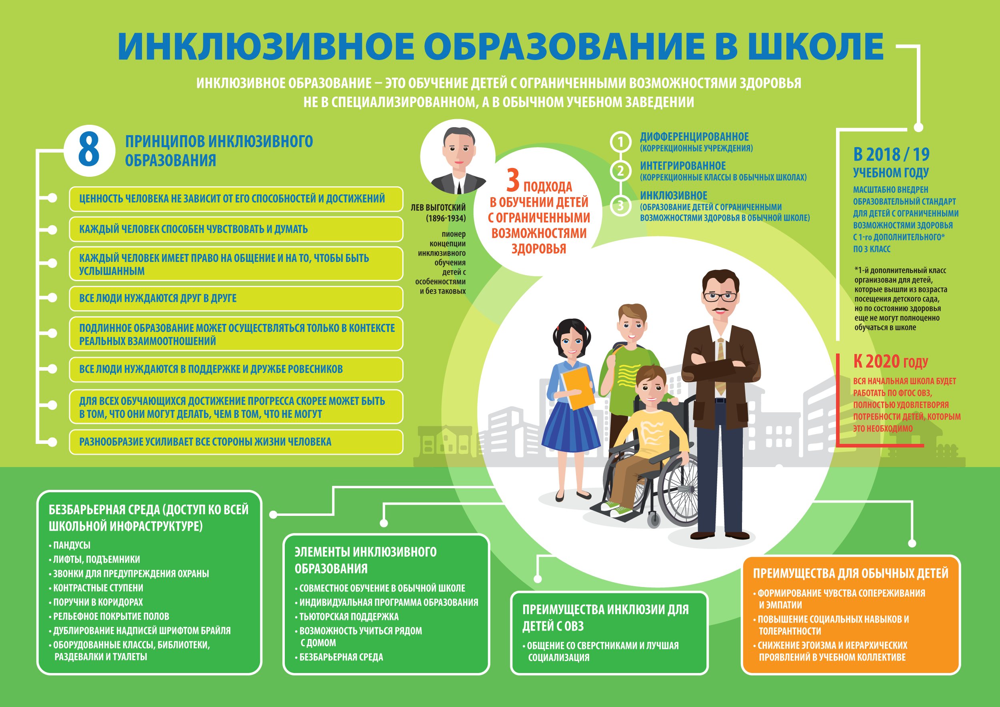 ИНКЛЮЗИВНОЕ ОБРАЗОВАНИЕ В ШКОЛЕ
ИНКЛЮЗИВНОЕ ОБРАЗОВАНИЕ – ЭТО ОБУЧЕНИЕ ДЕТЕЙ С ОГРАНИЧЕННЫМИ ВОЗМОЖНОСТЯМИ ЗДОРОВЬЯ
НЕ В СПЕЦИАЛИЗИРОВАННОМ, А В ОБЫЧНОМ УЧЕБНОМ ЗАВЕДЕНИИ
8
ПРИНЦИПОВ ИНКЛЮЗИВНОГО
ОБРАЗОВАНИЯ
ЦЕННОСТЬ ЧЕЛОВЕКА НЕ ЗАВИСИТ ОТ ЕГО СПОСОБНОСТЕЙ И ДОСТИЖЕНИЙ
КАЖДЫЙ ЧЕЛОВЕК СПОСОБЕН ЧУВСТВОВАТЬ И ДУМАТЬ
КАЖДЫЙ ЧЕЛОВЕК ИМЕЕТ ПРАВО НА ОБЩЕНИЕ И НА ТО, ЧТОБЫ БЫТЬ
УСЛЫШАННЫМ
ВСЕ ЛЮДИ НУЖДАЮТСЯ ДРУГ В ДРУГЕ
ПОДЛИННОЕ ОБРАЗОВАНИЕ МОЖЕТ ОСУЩЕСТВЛЯТЬСЯ ТОЛЬКО В КОНТЕКСТЕ
РЕАЛЬНЫХ ВЗАИМООТНОШЕНИЙ
ВСЕ ЛЮДИ НУЖДАЮТСЯ В ПОДДЕРЖКЕ И ДРУЖБЕ РОВЕСНИКОВ
ДЛЯ ВСЕХ ОБУЧАЮЩИХСЯ ДОСТИЖЕНИЕ ПРОГРЕССА СКОРЕЕ МОЖЕТ БЫТЬ
В ТОМ, ЧТО ОНИ МОГУТ ДЕЛАТЬ, ЧЕМ В ТОМ, ЧТО НЕ МОГУТ
РАЗНООБРАЗИЕ УСИЛИВАЕТ ВСЕ СТОРОНЫ ЖИЗНИ ЧЕЛОВЕКА
ЛЕВ ВЫГОТСКИЙ
(1896-1934)
пионер
концепции
инклюзивного
обучения
детей с
особенностями
и без таковых
3 ПОДХОДА
В ОБУЧЕНИИ ДЕТЕЙ
С ОГРАНИЧЕННЫМИ
ВОЗМОЖНОСТЯМИ
ЗДОРОВЬЯ
1
ДИФФЕРЕНЦИРОВАННОЕ
(КОРРЕКЦИОННЫЕ УЧРЕЖДЕНИЯ)
2
ИНТЕГРИРОВАННОЕ
(КОРРЕКЦИОННЫЕ КЛАССЫ В ОБЫЧНЫХ ШКОЛАХ)
3
ИНКЛЮЗИВНОЕ
(ОБРАЗОВАНИЕ ДЕТЕЙ С ОГРАНИЧЕННЫМИ
ВОЗМОЖНОСТЯМИ ЗДОРОВЬЯ В ОБЫЧНОЙ ШКОЛЕ)
В 2018 / 19
УЧЕБНОМ ГОДУ
МАСШТАБНО ВНЕДРЕН
ОБРАЗОВАТЕЛЬНЫЙ СТАНДАРТ
ДЛЯ ДЕТЕЙ С ОГРАНИЧЕННЫМИ
ВОЗМОЖНОСТЯМИ ЗДОРОВЬЯ
С 1-го ДОПОЛНИТЕЛЬНОГО*
ПО 3 КЛАСС
*1-й дополнительный класс
организован для детей,
которые вышли из возраста
посещения детского сада,
но по состоянию здоровья
еще не могут полноценно
обучаться в школе
К 2020 ГОДУ
ВСЯ НАЧАЛЬНАЯ ШКОЛА БУДЕТ
РАБОТАТЬ ПО ФГОС ОВЗ,
ПОЛНОСТЬЮ УДОВЛЕТВОРЯЯ
ПОТРЕБНОСТИ ДЕТЕЙ, КОТОРЫМ
ЭТО НЕОБХОДИМО
БЕЗБАРЬЕРНАЯ СРЕДА (ДОСТУП КО ВСЕЙ
ШКОЛЬНОЙ ИНФРАСТРУКТУРЕ)
• ПАНДУСЫ
• ЛИФТЫ, ПОДЪЕМНИКИ
• ЗВОНКИ ДЛЯ ПРЕДУПРЕЖДЕНИЯ ОХРАНЫ
• КОНТРАСТНЫЕ СТУПЕНИ
• ПОРУЧНИ В КОРИДОРАХ
• РЕЛЬЕФНОЕ ПОКРЫТИЕ ПОЛОВ
• ДУБЛИРОВАНИЕ НАДПИСЕЙ ШРИФТОМ БРАЙЛЯ
• ОБОРУДОВАННЫЕ КЛАССЫ, БИБЛИОТЕКИ,
РАЗДЕВАЛКИ И ТУАЛЕТЫ
ЭЛЕМЕНТЫ ИНКЛЮЗИВНОГО
ОБРАЗОВАНИЯ
• СОВМЕСТНОЕ ОБУЧЕНИЕ В ОБЫЧНОЙ ШКОЛЕ
• ИНДИВИДУАЛЬНАЯ ПРОГРАММА ОБРАЗОВАНИЯ
• ТЬЮТОРСКАЯ ПОДДЕРЖКА
• ВОЗМОЖНОСТЬ УЧИТЬСЯ РЯДОМ
С ДОМОМ
• БЕЗБАРЬЕРНАЯ СРЕДА
ПРЕИМУЩЕСТВА ИНКЛЮЗИИ ДЛЯ
ДЕТЕЙ С ОВЗ
• ОБЩЕНИЕ СО СВЕРСТНИКАМИ И ЛУЧШАЯ
СОЦИАЛИЗАЦИЯ
ПРЕИМУЩЕСТВА ДЛЯ ОБЫЧНЫХ ДЕТЕЙ
• ФОРМИРОВАНИЕ ЧУВСТВА СОПЕРЕЖИВАНИЯ
И ЭМПАТИИ
• ПОВЫШЕНИЕ СОЦИАЛЬНЫХ НАВЫКОВ И
ТОЛЕРАНТНОСТИ
• СНИЖЕНИЕ ЭГОИЗМА И ИЕРАРХИЧЕСКИХ
ПРОЯВЛЕНИЙ В УЧЕБНОМ КОЛЛЕКТИВЕ